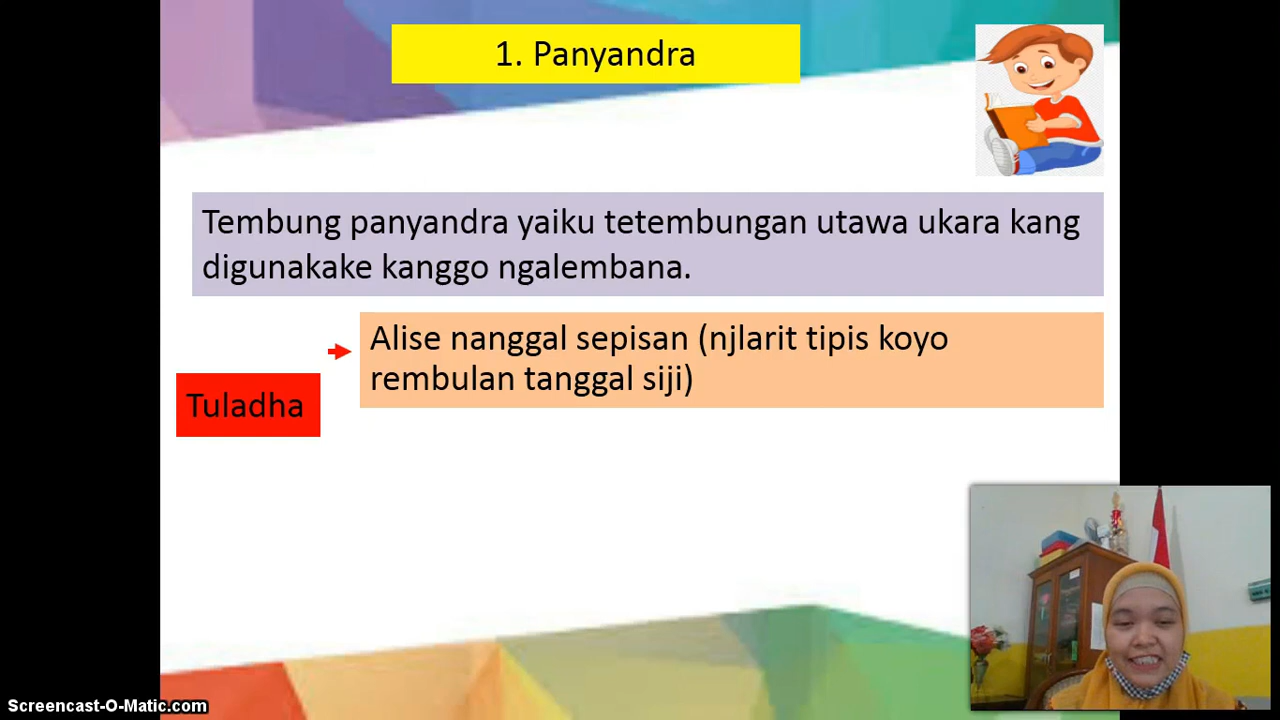 1. Panyandra
Tembung panyandra yaiku tetembungan utawa ukara kang
digunakake kanggo ngalembana.
Alise nanggal sepisan (njlarit tipis koyo
rembulan tanggal siji)
Tuladha
Screencast-O-Matic.com